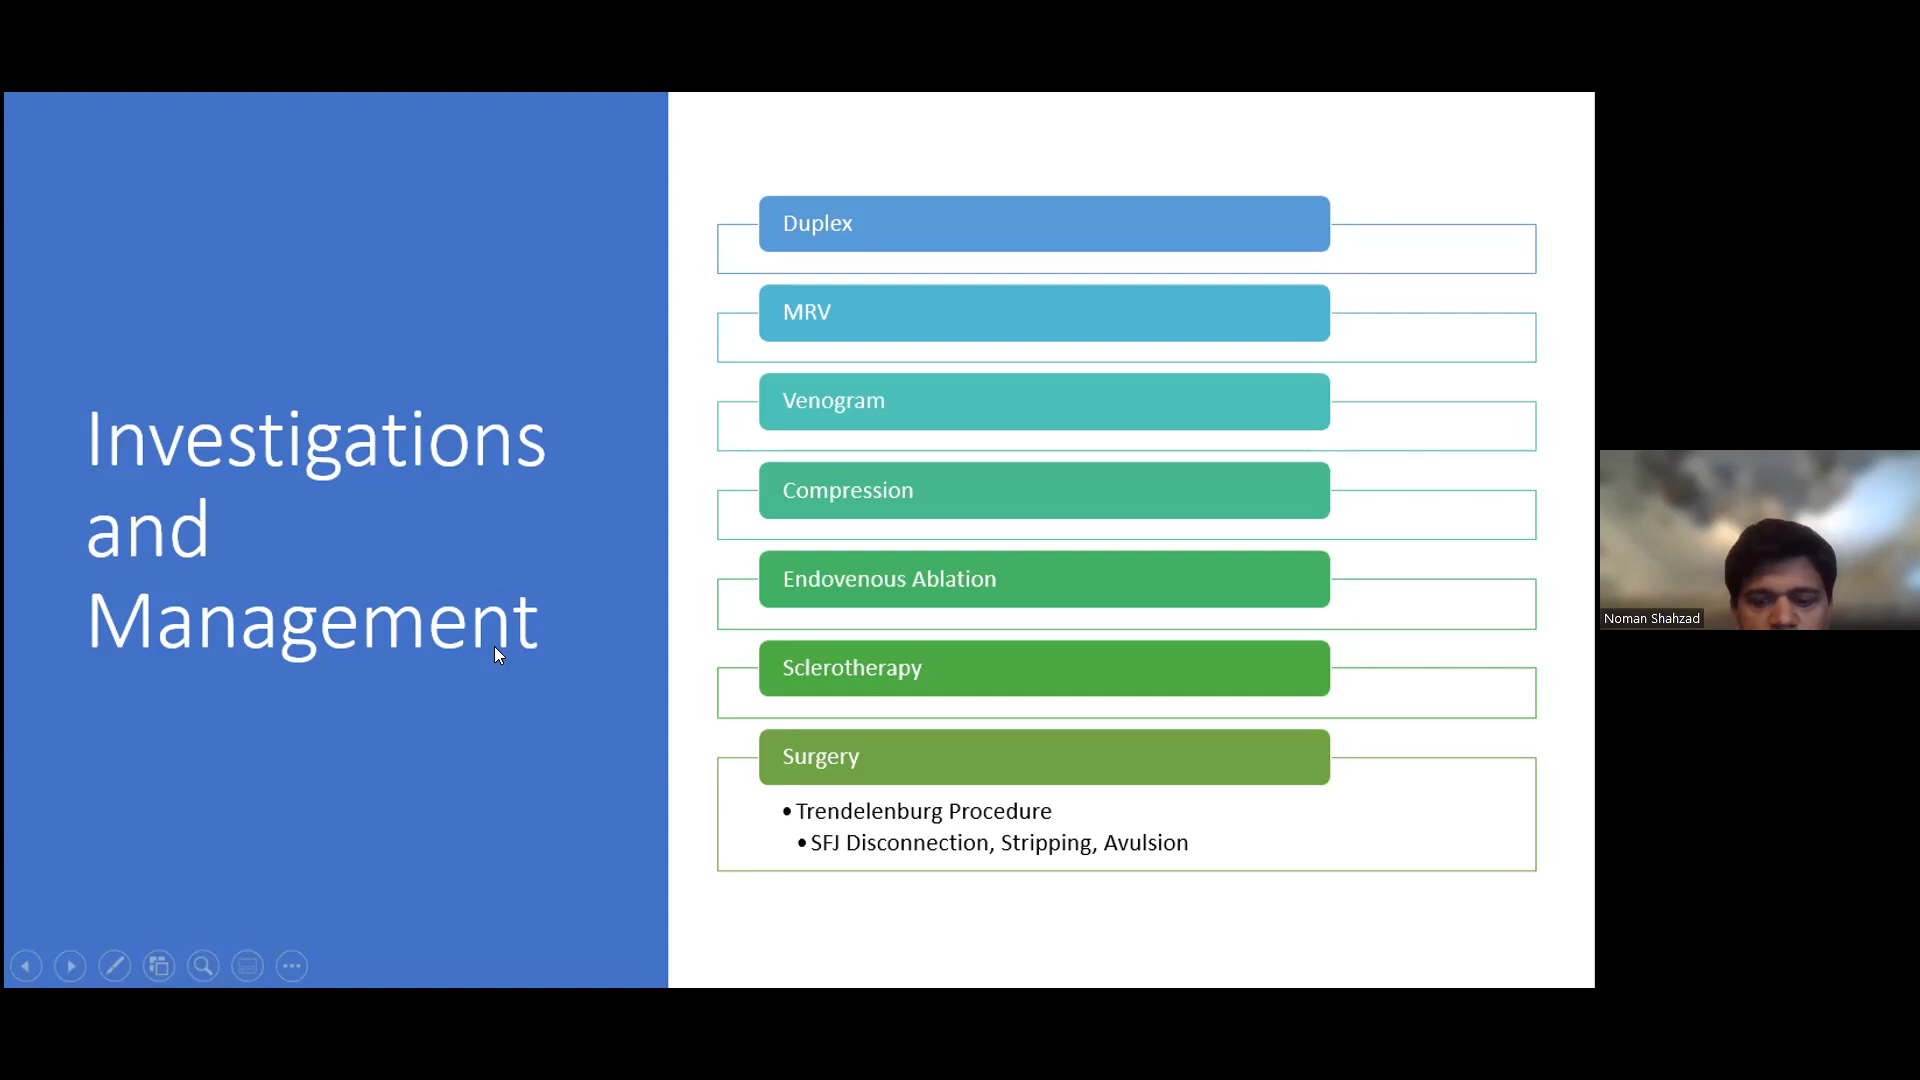 Investigations
and
Management
Duplex
MRV
Venogram
Compression
Endovenous Ablation
Sclerotherapy
Surgery
• Trendelenburg Procedure
• SFJ Disconnection, Stripping, Avulsion
Noman Shahzad